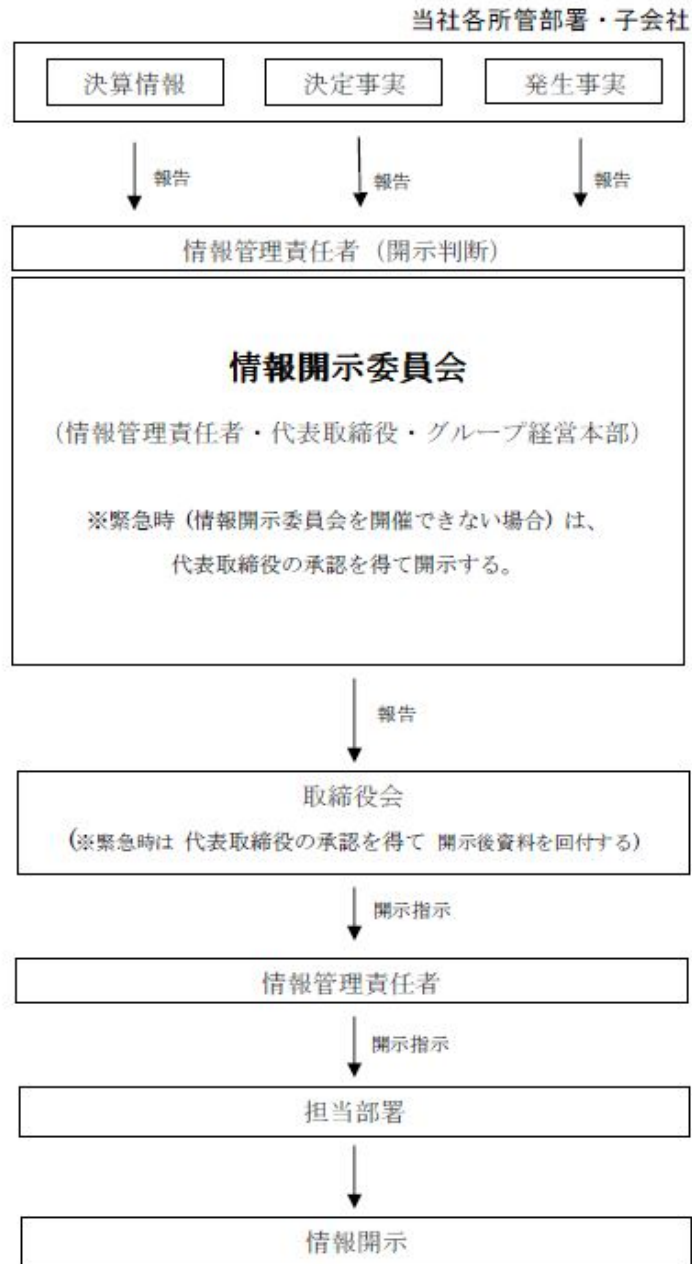 当社各所管部署・子会社
決算情報 決定事実 発生事実
報告 報告 報告
情報管理責任者（開示判断）
情報開示委員会
（情報管理責任者・代表取締役・グループ経営本部）
※緊急時（情報開示委員会を開催できない場合）は、
代表取締役の承認を得て開示する。
報告
取締役会
(※緊急時は 代表取締役の承認を得て 開示後資料を回付する)
開示指示
情報管理責任者
開示指示
担当部署
情報開示